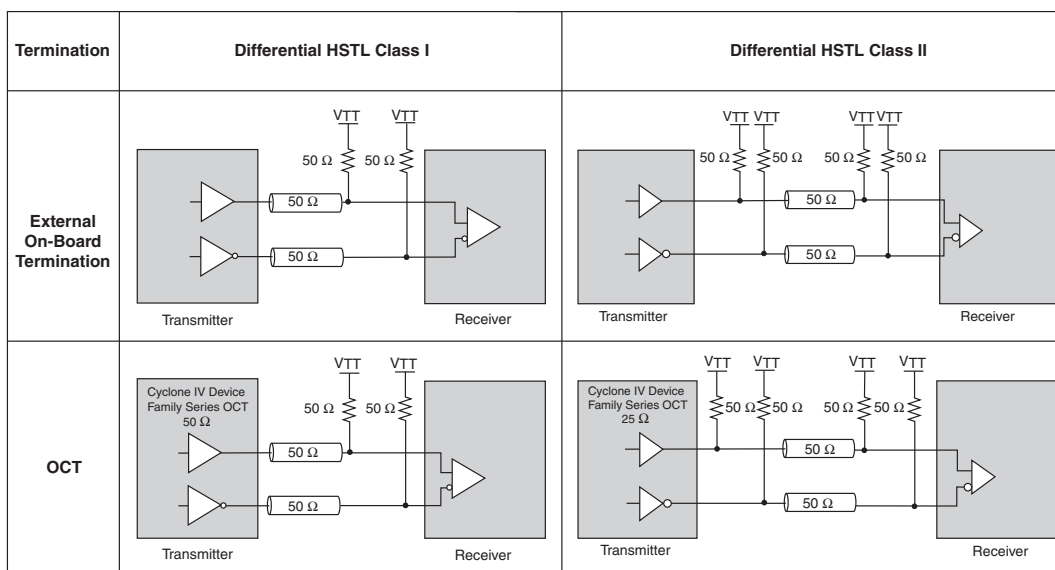 Termination
Differential HSTL Class I
Differential HSTL Class II
External
On-Board
Termination
VTT
VTT
50 Ω
50 Ω
50 Ω
50 Ω
Transmitter
Receiver
VTT VTT
VTT VTT
50 Ω
50 Ω
50 Ω
50 Ω
50 Ω
50 Ω
Transmitter
Receiver
OCT
Cyclone IV Device
Family Series OCT
50 Ω
VTT
VTT
50 Ω
50 Ω
50 Ω
50 Ω
Transmitter
Receiver
Cyclone IV Device
Family Series OCT
25 Ω
VTT
VTT
VTT
VTT
50 Ω
50 Ω
50 Ω
50 Ω
50 Ω
50 Ω
Transmitter
Receiver